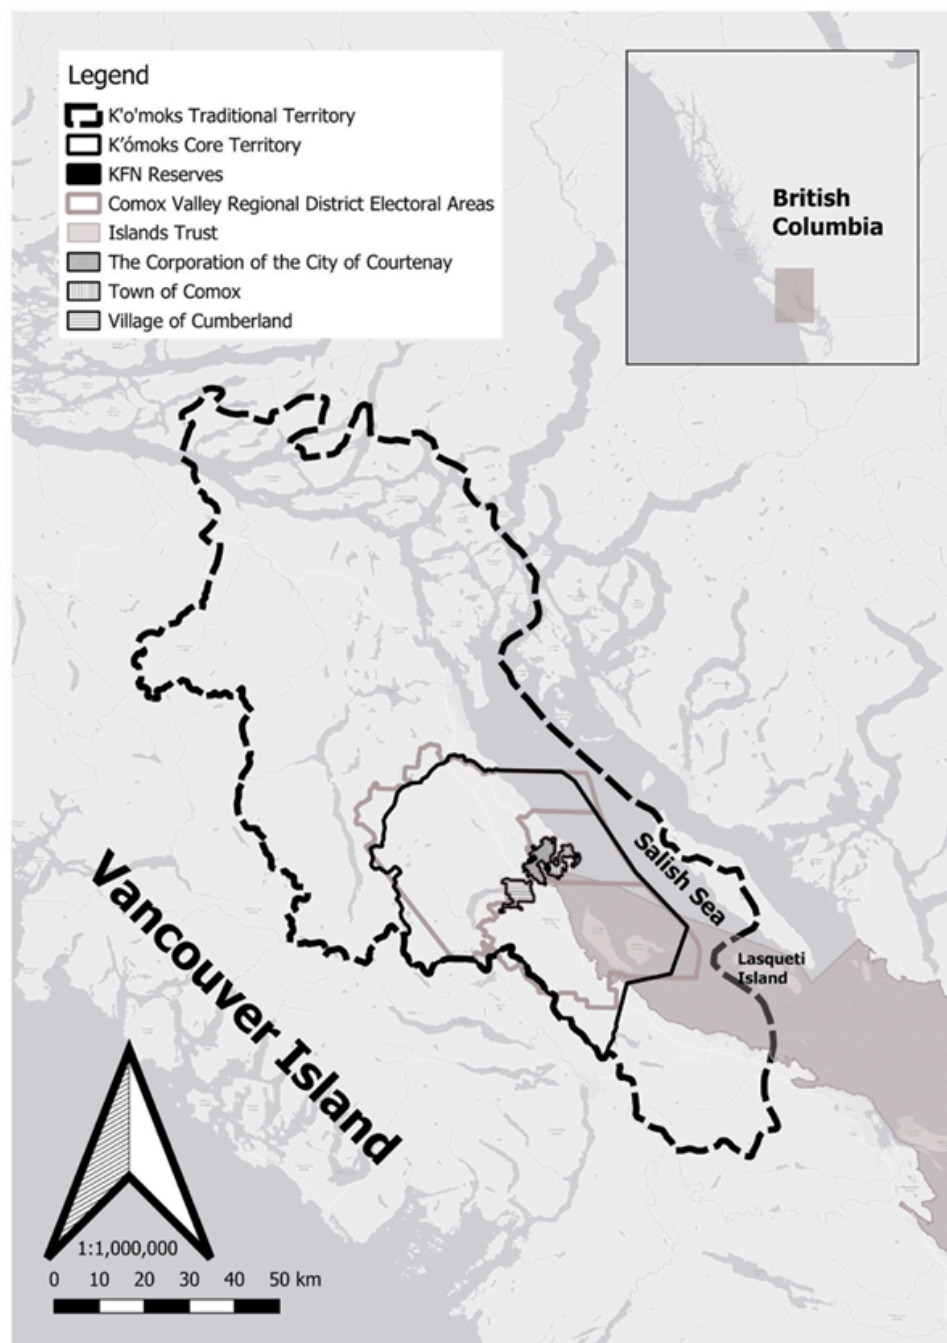 Legend
K'o'moks Traditional Territory
K'ómoks Core Territory
KFN Reserves
Comox Valley Regional District Electoral Areas
Islands Trust
The Corporation of the City of Courtenay
Town of Comox
Village of Cumberland
British
Columbia
Salish Sea
Lasqueti
Island
Vancouver Island
1:1,000,000
0 10 20 30 40 50 km